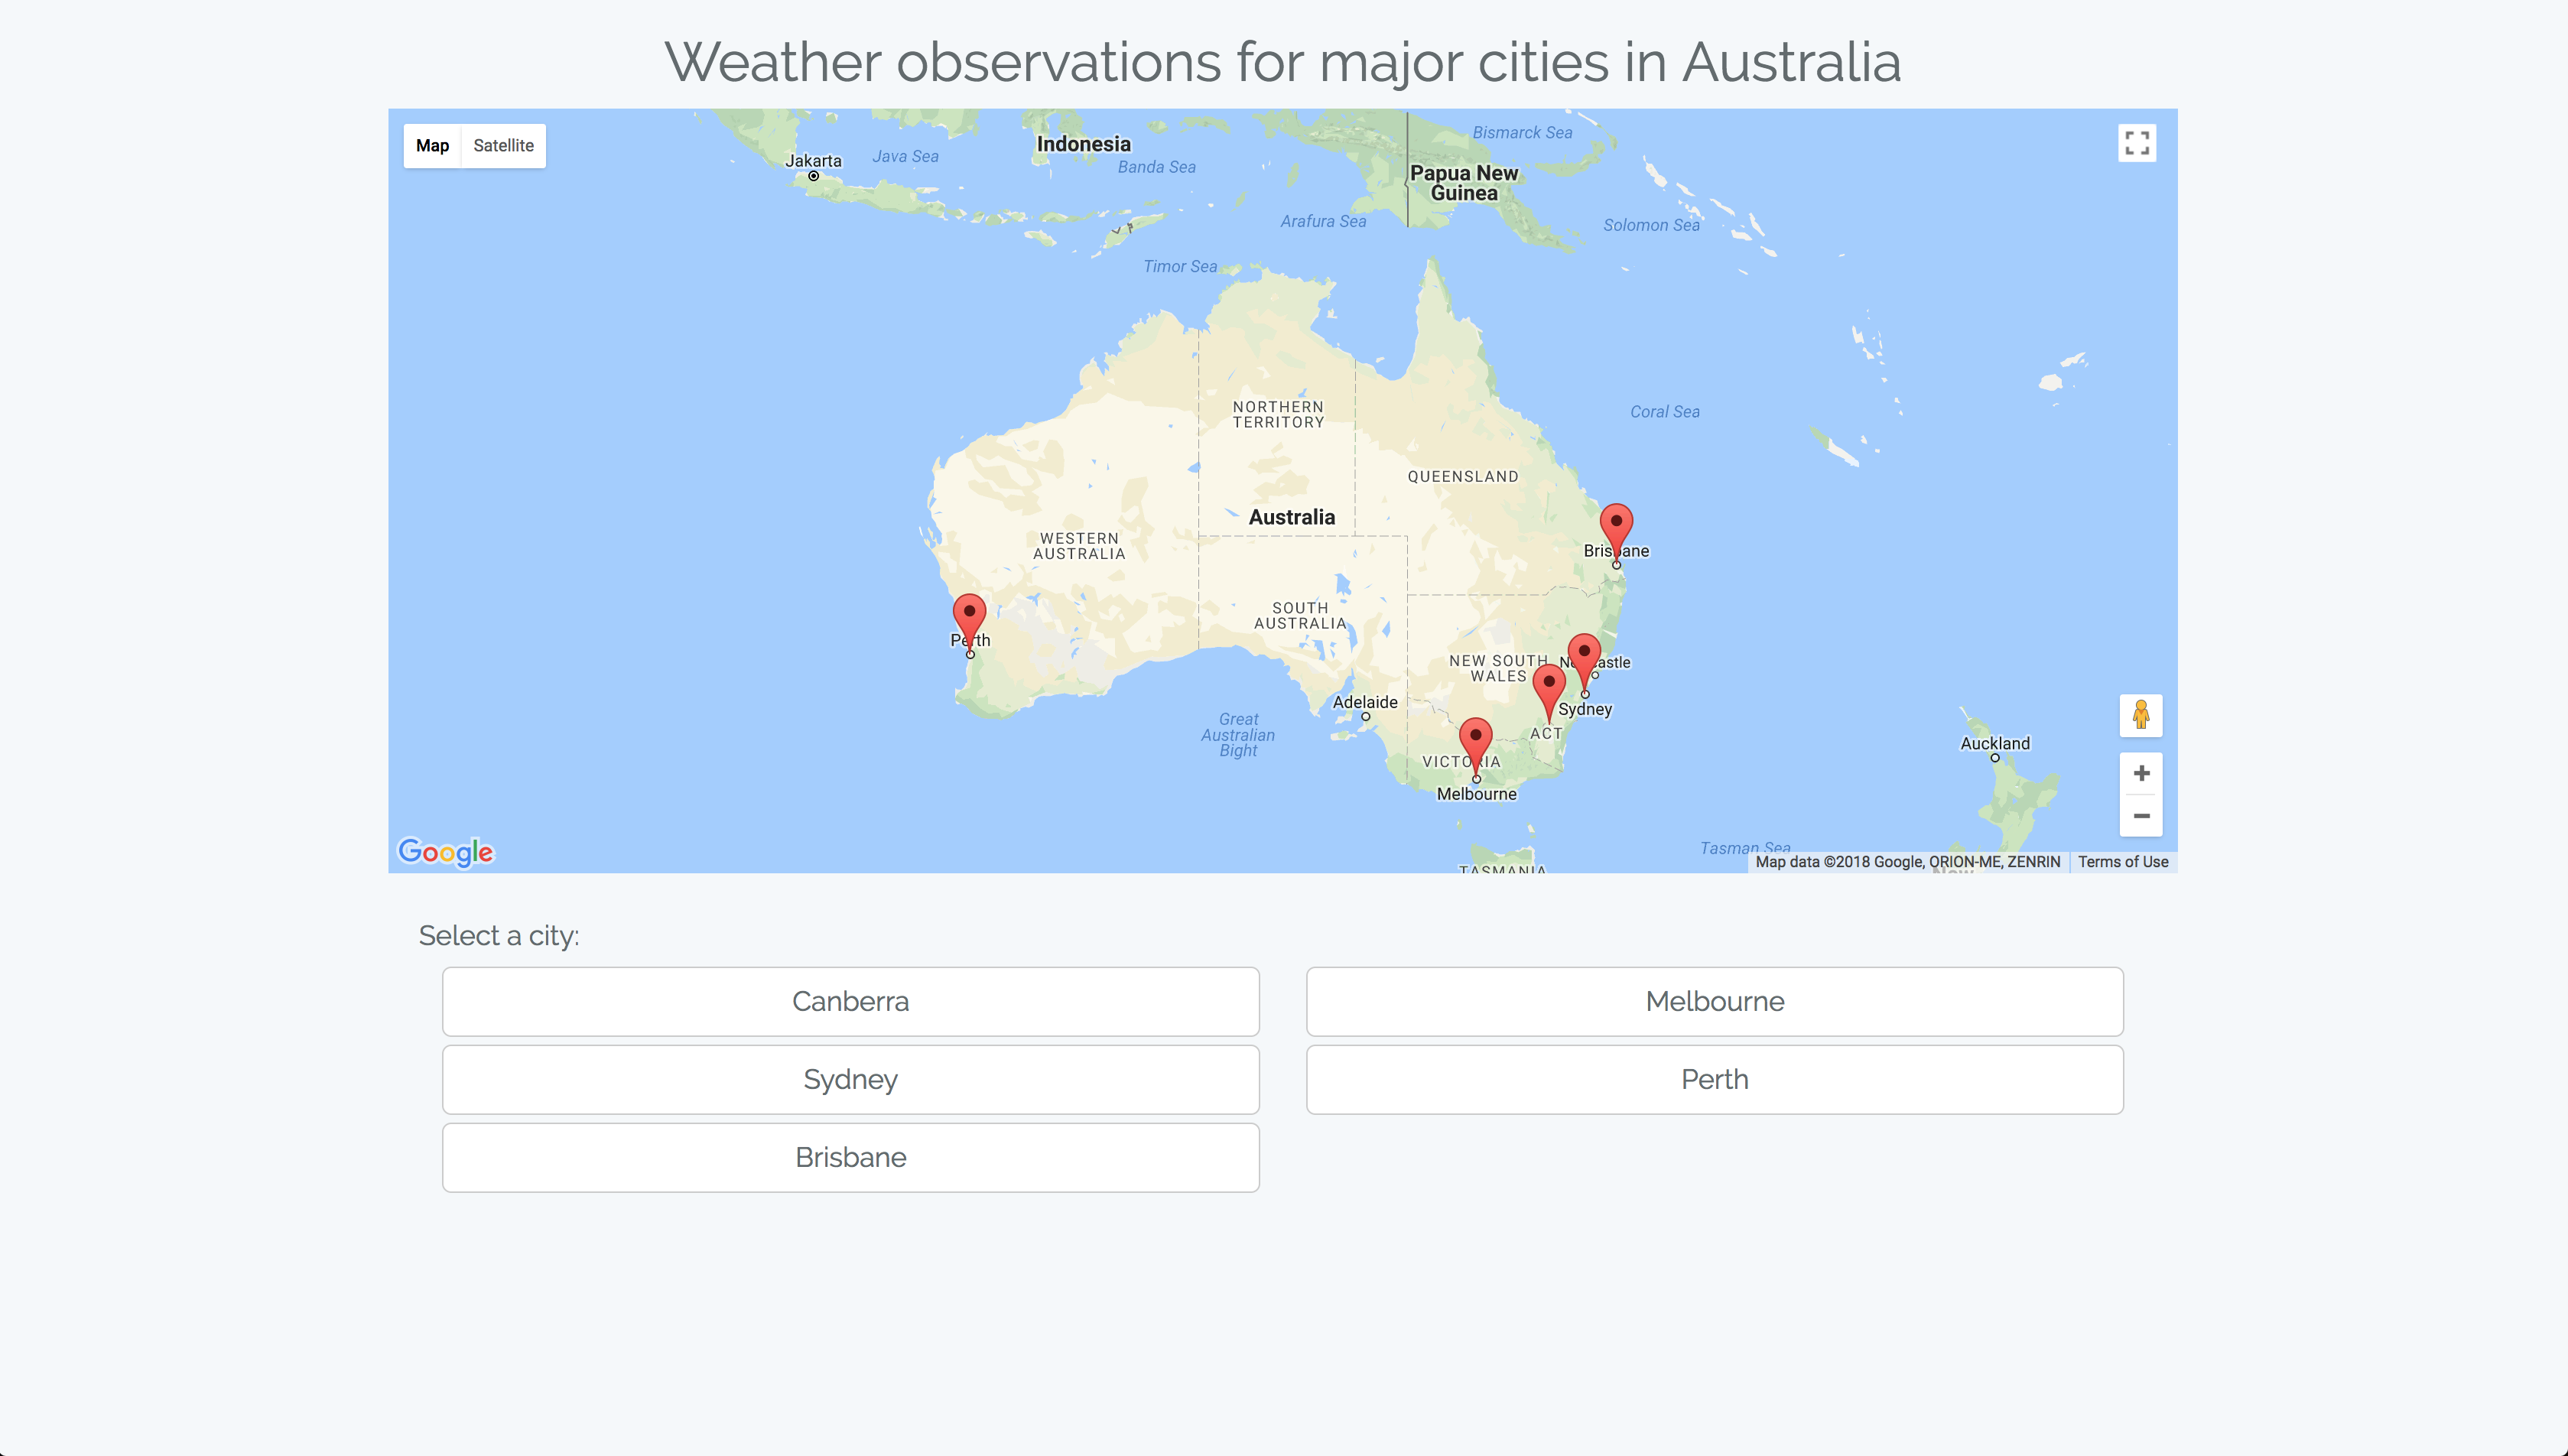 Weather observations for major cities in Australia
Map Satellite
Bismarck Sea
Indonesia
Jakarta
Java Sea
Banda Sea
Papua New
Guinea
Arafura Sea
Solomon Sea
Timor Sea
NORTHERN
TERRITORY
Coral Sea
QUEENSLAND
Australia
WESTERN
AUSTRALIA
Brisbane
SOUTH
AUSTRALIA
Perth
NEW SOUTH
WALES
Newcastle
Adelaide
Sydney
Great
Australian
Bight
ACT
Auckland
VICTORIA
Melbourne
Tasman Sea
Google
Map data ©2018 Google, ORION-ME, ZENRIN Terms of Use
TASMANIA
New
Select a city:
Canberra
Melbourne
Sydney
Perth
Brisbane